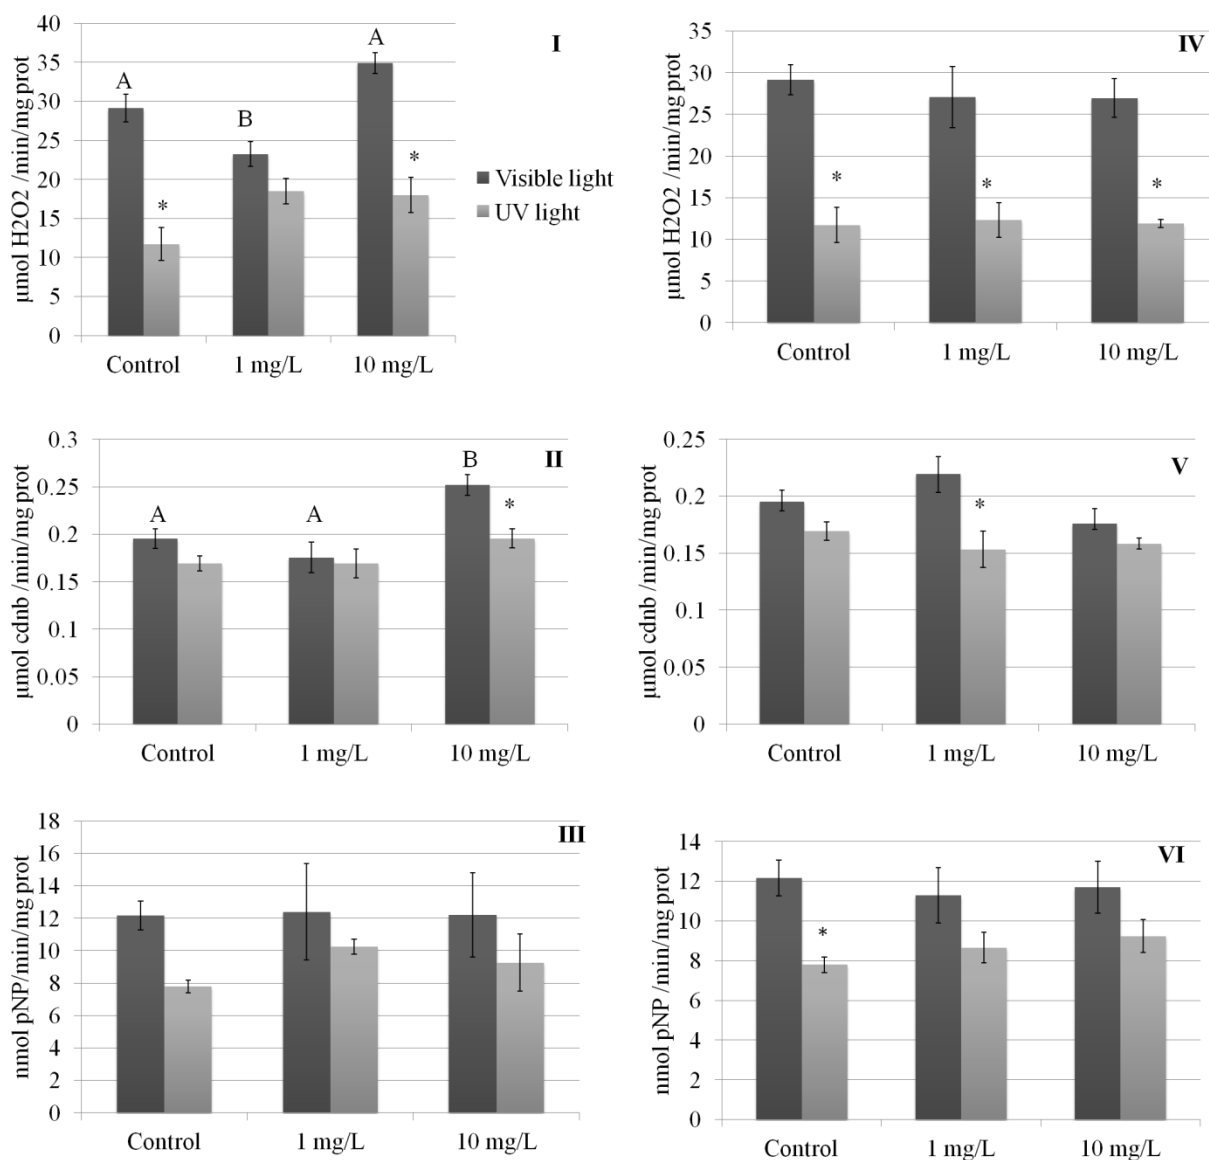 I
µmol H2O2 /min/mg prot
40
35
30
25
20
15
10
5
0
A
*
B
A
*
Control
1 mg/L
10 mg/L
Visible light
UV light
IV
µmol H2O2 /min/mg prot
35
30
25
20
15
10
5
0
*
*
*
Control
1 mg/L
10 mg/L
II
µmol cdnb /min/mg prot
0.3
0.25
0.2
0.15
0.1
0.05
0
A
A
B
*
Control
1 mg/L
10 mg/L
V
µmol cdnb /min/mg prot
0.25
0.2
0.15
0.1
0.05
0
*
Control
1 mg/L
10 mg/L
III
nmol pNP/min/mg prot
18
16
14
12
10
8
6
4
2
0
Control
1 mg/L
10 mg/L
VI
nmol pNP /min/mg prot
14
12
10
8
6
4
2
0
*
Control
1 mg/L
10 mg/L